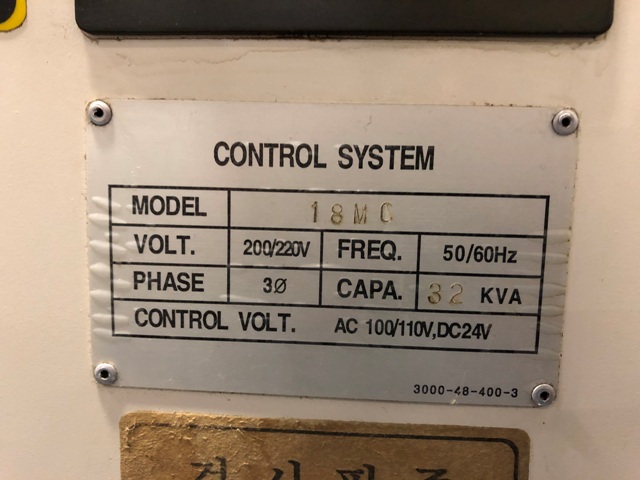 CONTROL SYSTEM
MODEL 18MC
VOLT. 200/220V FREQ. 50/60Hz
PHASE 3Ø CAPA. 32 KVA
CONTROL VOLT. AC 100/110V,DC24V
3000-48-400-3